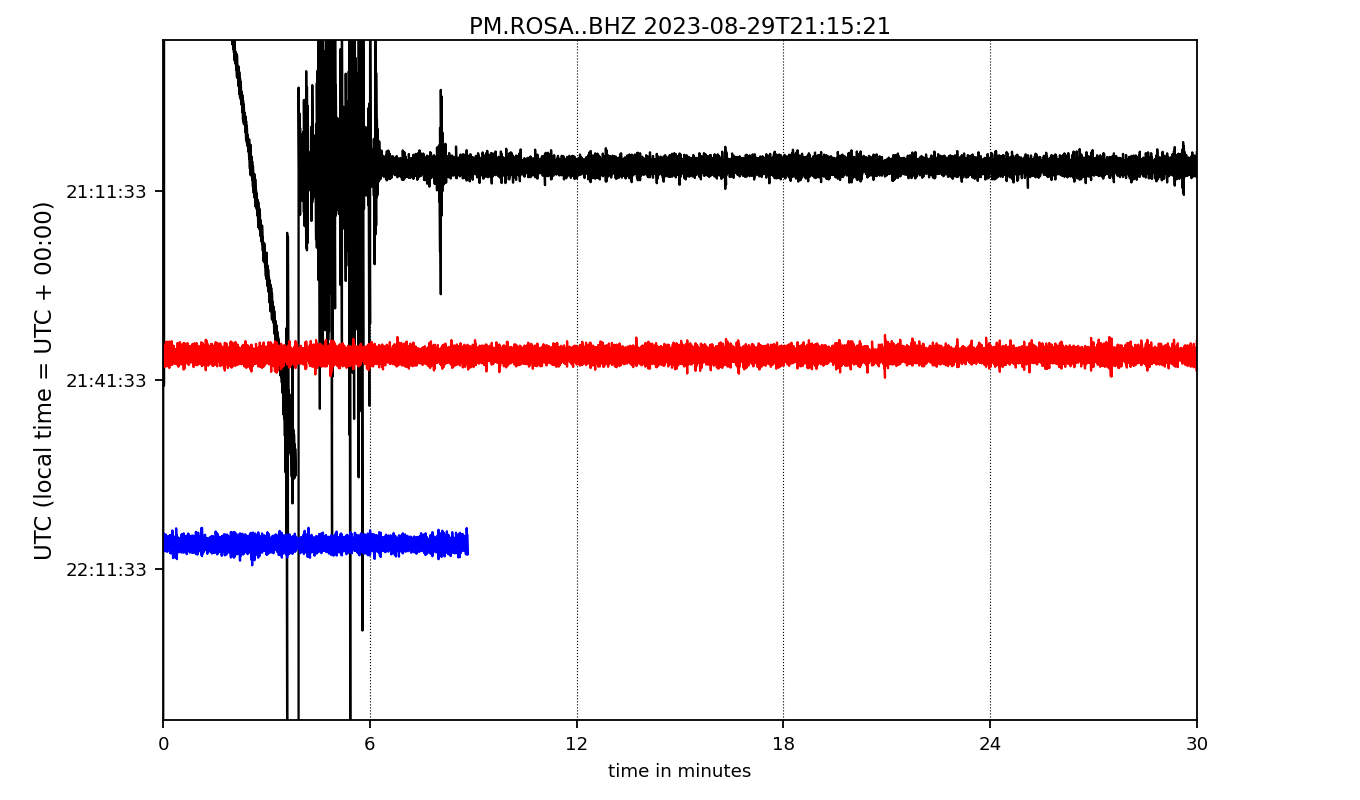 PM.ROSA..BHZ 2023-08-29T21:15:21
UTC (local time = UTC + 00:00)
21:11:33
21:41:33
22:11:33
0 6 12 18 24 30
time in minutes